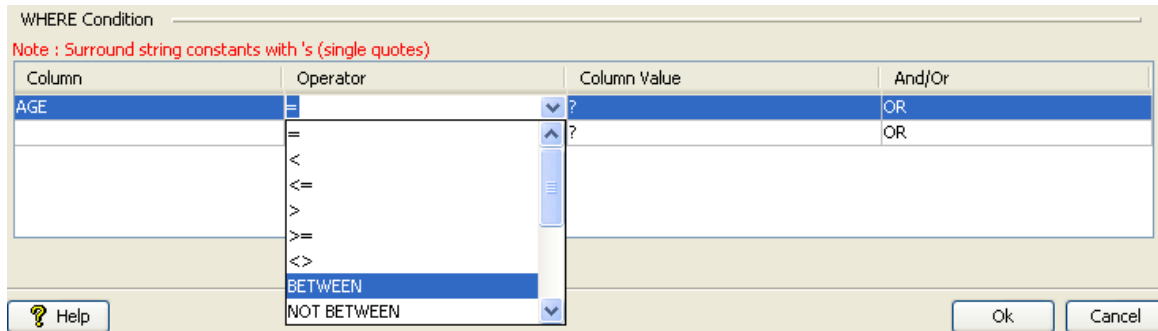 WHERE Condition
Note : Surround string constants with 's (single quotes)
Column Operator Column Value And/Or
AGE = ? OR
= ? OR
<
<=
>
>=
<>
BETWEEN
NOT BETWEEN
Help Ok Cancel